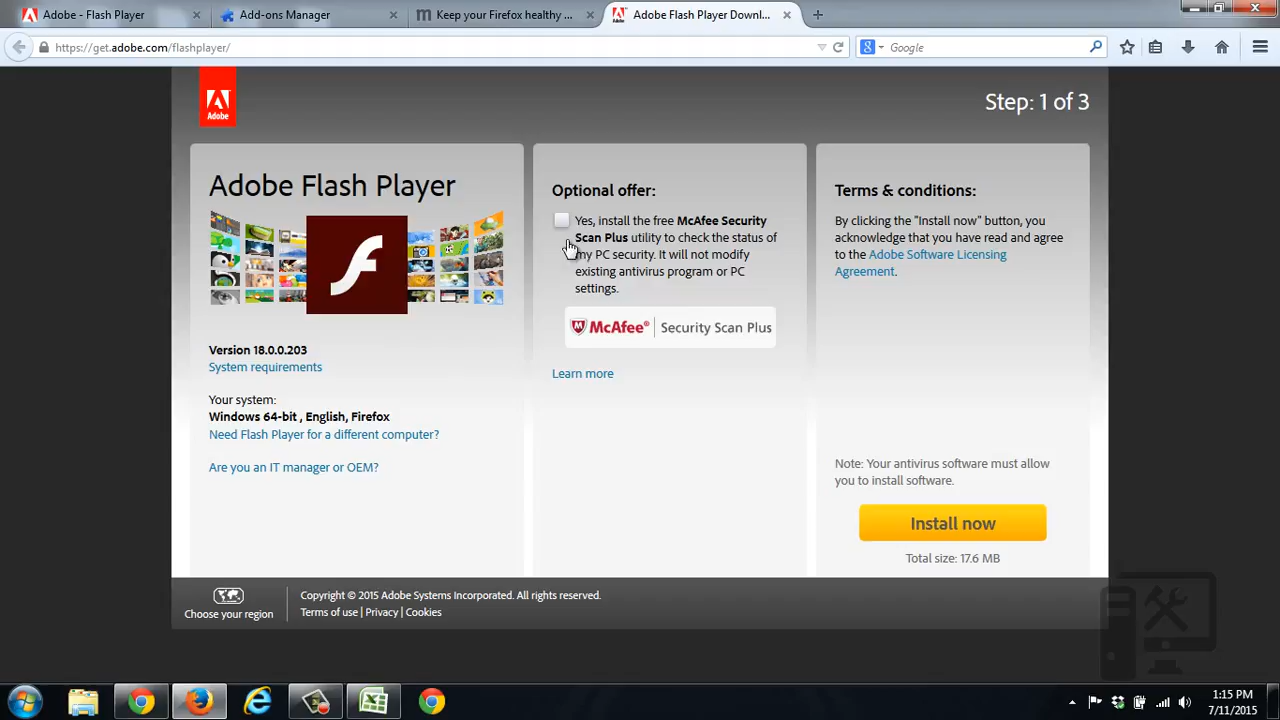 Adobe - Flash Player
Add-ons Manager
Keep your Firefox healthy ...
Adobe Flash Player Downl...
https://get.adobe.com/flashplayer/
Google
Adobe
Step: 1 of 3
Adobe Flash Player
Version 18.0.0.203
System requirements
Your system:
Windows 64-bit , English, Firefox
Need Flash Player for a different computer?
Are you an IT manager or OEM?
Optional offer:
Yes, install the free McAfee Security
Scan Plus utility to check the status of
my PC security. It will not modify
existing antivirus program or PC
settings.
McAfee® Security Scan Plus
Learn more
Terms & conditions:
By clicking the "Install now" button, you
acknowledge that you have read and agree
to the Adobe Software Licensing
Agreement.
Note: Your antivirus software must allow
you to install software.
Install now
Total size: 17.6 MB
Choose your region
Copyright © 2015 Adobe Systems Incorporated. All rights reserved.
Terms of use | Privacy | Cookies
1:15 PM
7/11/2015